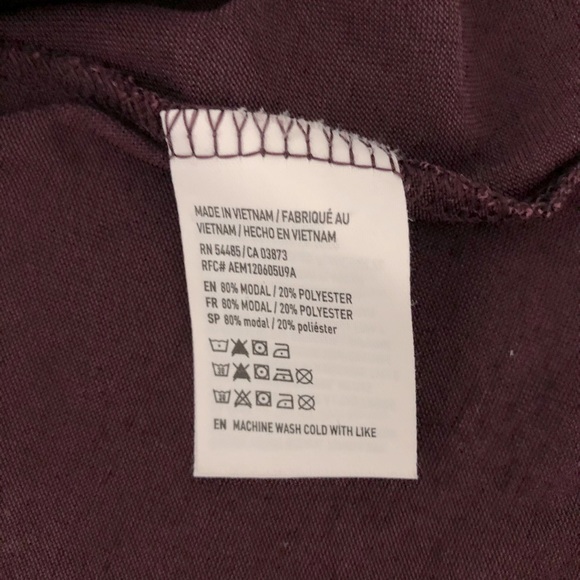 MADE IN VIETNAM / FABRIQUÉ AU
VIETNAM / HECHO EN VIETNAM
RN 54485 / CA 03873
RFC# AEM120605U9A
EN 80% MODAL / 20% POLYESTER
FR 80% MODAL / 20% POLYESTER
SP 80% modal / 20% poliéster
EN MACHINE WASH COLD WITH LIKE